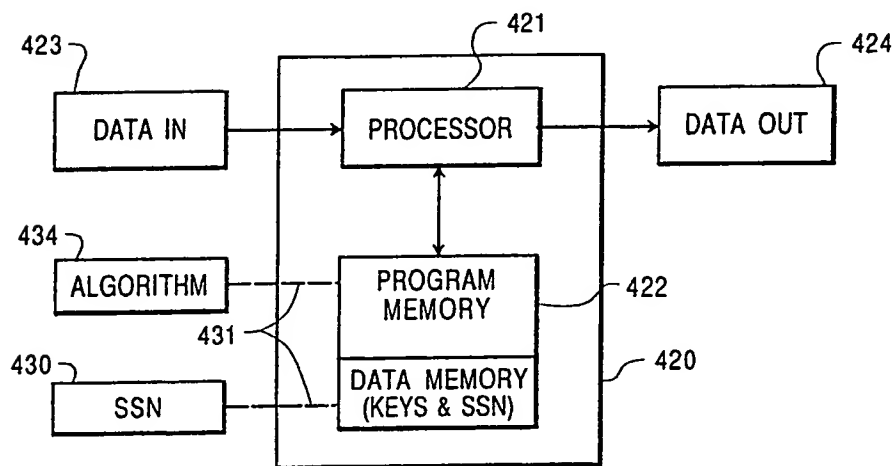 421
423
424
DATA IN
PROCESSOR
DATA OUT
434
ALGORITHM
PROGRAM
MEMORY
422
431
430
420
SSN
DATA MEMORY
(KEYS & SSN)